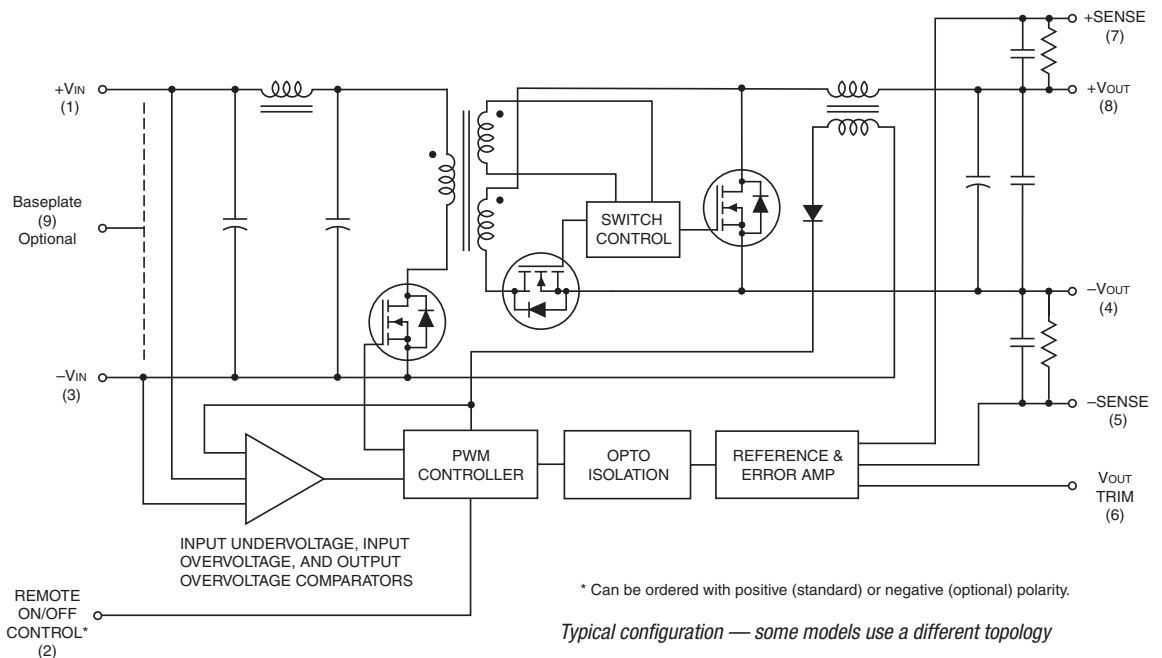 +SENSE
(7)
+VIN
(1)
+VOUT
(8)
Baseplate
(9)
Optional
SWITCH
CONTROL
−VOUT
(4)
−VIN
(3)
−SENSE
(5)
PWM
CONTROLLER
OPTO
ISOLATION
REFERENCE &
ERROR AMP
VOUT
TRIM
(6)
INPUT UNDERVOLTAGE, INPUT
OVERVOLTAGE, AND OUTPUT
OVERVOLTAGE COMPARATORS
REMOTE
ON/OFF
CONTROL*
(2)
* Can be ordered with positive (standard) or negative (optional) polarity.
Typical configuration — some models use a different topology